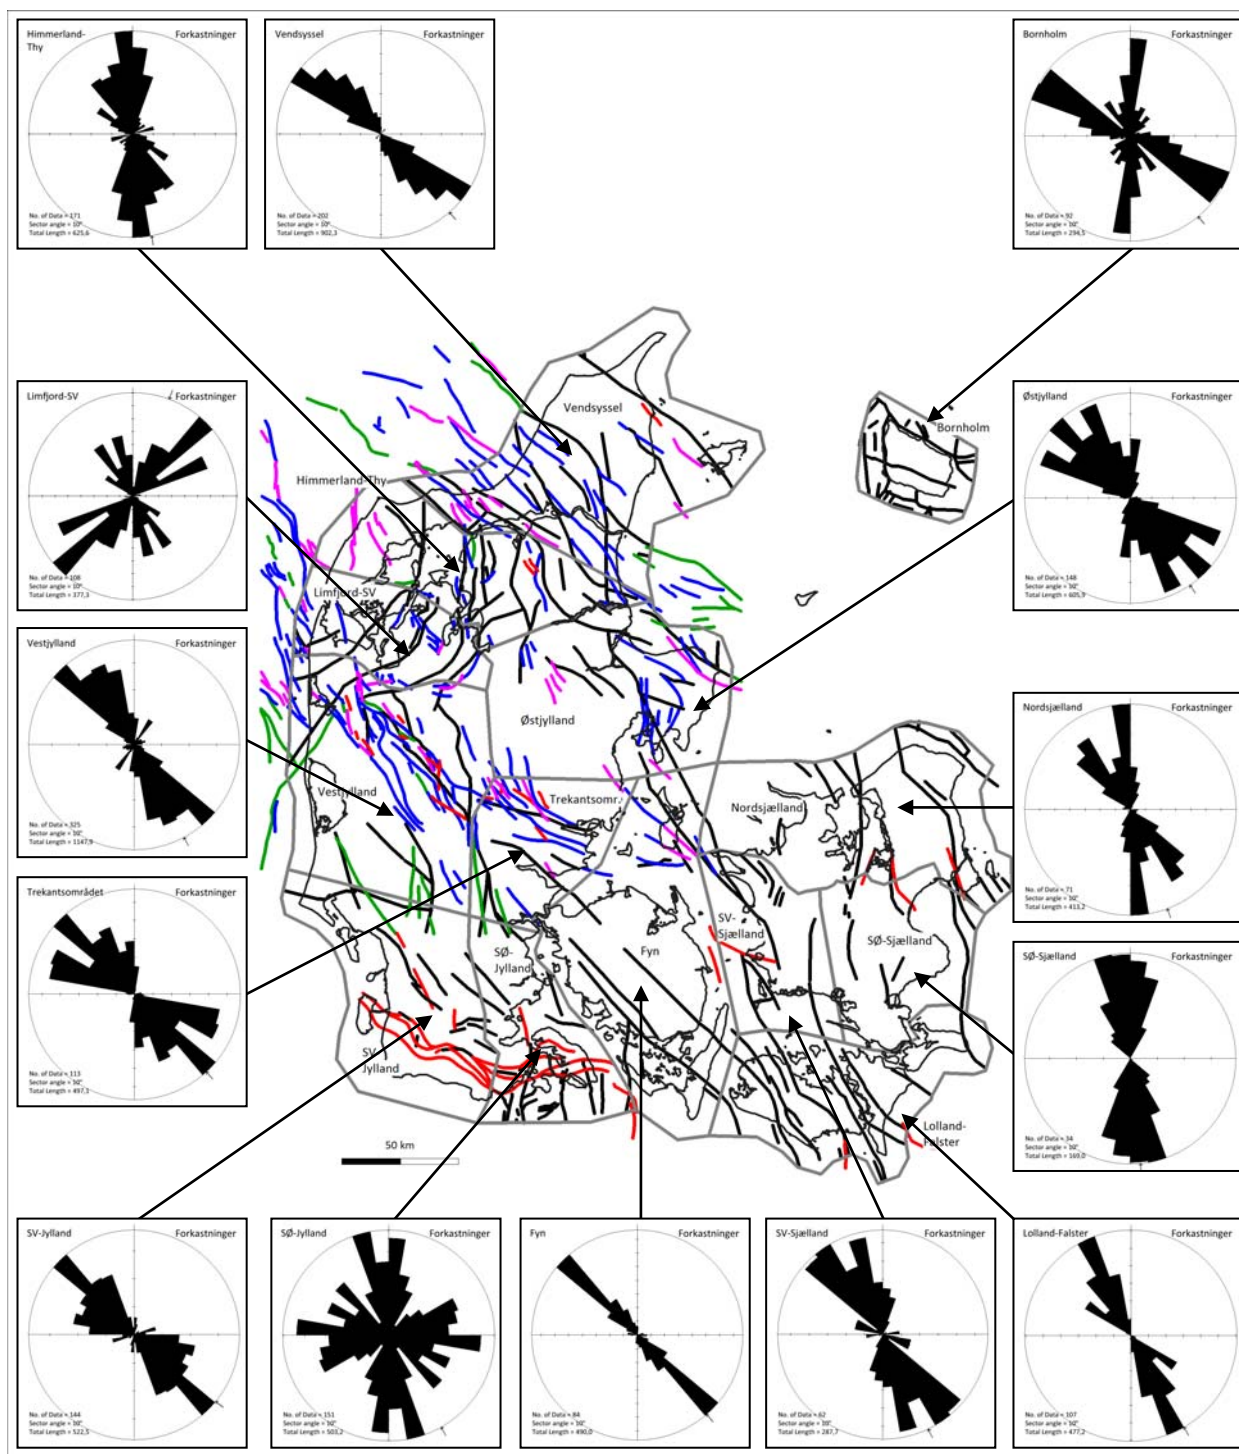 Himmerland-
Thy
Forkastninger
No. of Data = 171
Sector angle = 10°
Total Length = 625,6
Vendsyssel
Forkastninger
No. of Data = 202
Sector angle = 10°
Total Length = 902,3
Bornholm
Forkastninger
No. of Data = 92
Sector angle = 10°
Total Length = 294,5
Limfjord-SV
Forkastninger
No. of Data = 108
Sector angle = 10°
Total Length = 377,3
Østjylland
Forkastninger
No. of Data = 148
Sector angle = 10°
Total Length = 605,9
Vestjylland
Forkastninger
No. of Data = 325
Sector angle = 10°
Total Length = 1147,9
Nordsjælland
Forkastninger
No. of Data = 71
Sector angle = 10°
Total Length = 413,2
Trekantsområdet
Forkastninger
No. of Data = 113
Sector angle = 10°
Total Length = 497,1
SØ-Sjælland
Forkastninger
No. of Data = 34
Sector angle = 10°
Total Length = 169,0
Vendsyssel
Bornholm
Himmerland-Thy
Limfjord-SV
Østjylland
Vestjylland
Trekantsomr.
Nordsjælland
SV-
Sjælland
SØ-Sjælland
SØ-
Jylland
Fyn
SV-
Jylland
Lolland-
Falster
50 km
SV-Jylland
Forkastninger
No. of Data = 144
Sector angle = 10°
Total Length = 522,5
SØ-Jylland
Forkastninger
No. of Data = 151
Sector angle = 10°
Total Length = 503,2
Fyn
Forkastninger
No. of Data = 84
Sector angle = 10°
Total Length = 490,0
SV-Sjælland
Forkastninger
No. of Data = 62
Sector angle = 10°
Total Length = 287,7
Lolland-Falster
Forkastninger
No. of Data = 107
Sector angle = 10°
Total Length = 477,2